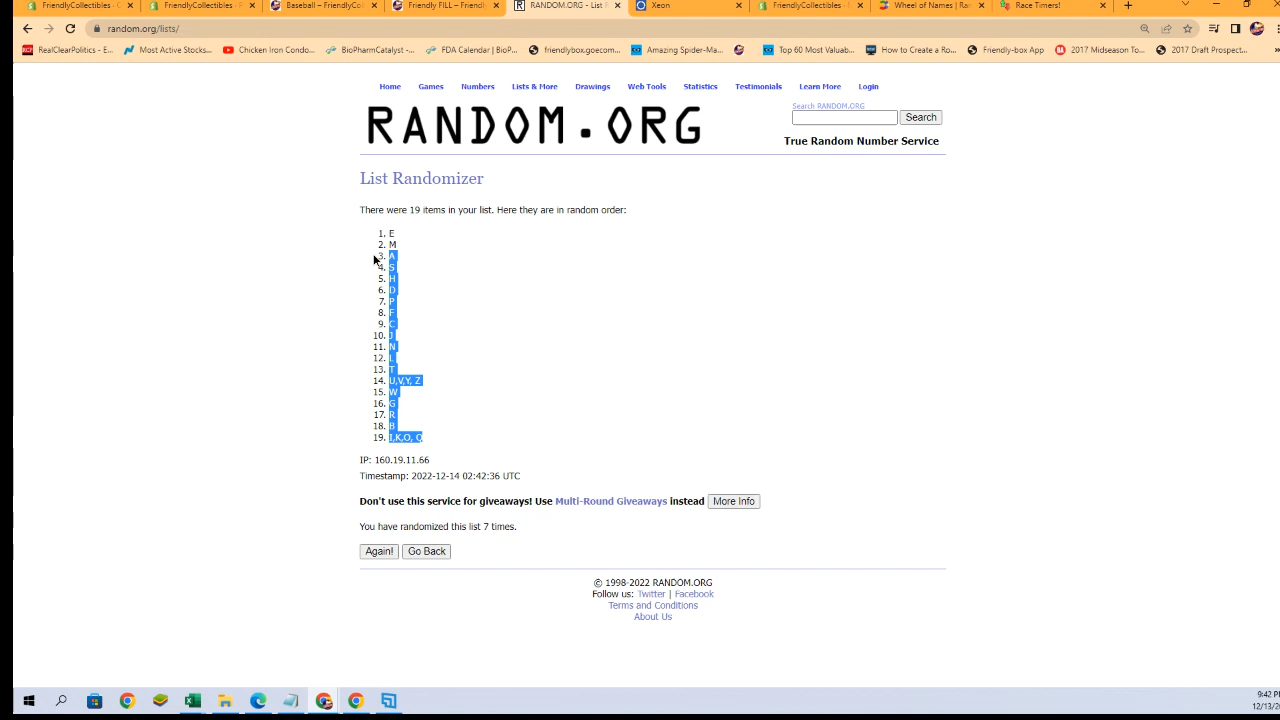 FriendlyCollectibles - C
FriendlyCollectibles - R
Baseball – FriendlyCol
Friendly FILL – Friendly
RANDOM.ORG - List R
Xeon
FriendlyCollectibles - 1
Wheel of Names | Ran
Race Timers!
random.org/lists/
RealClearPolitics - E...
Most Active Stocks...
Chicken Iron Condo...
BioPharmCatalyst -...
FDA Calendar | BioP...
friendlybox.goecom...
Amazing Spider-Ma...
Top 60 Most Valuab...
How to Create a Ro...
Friendly-box App
2017 Midseason To...
2017 Draft Prospect...
Home Games Numbers Lists & More Drawings Web Tools Statistics Testimonials Learn More Login
RANDOM.ORG
Search RANDOM.ORG
Search
True Random Number Service
List Randomizer
There were 19 items in your list. Here they are in random order:
1. E
2. M
3. A
4. S
5. H
6. D
7. P
8. F
9. C
10. J
11. N
12. L
13. T
14. U,V,Y, Z
15. W
16. G
17. R
18. B
19. I,K,O, Q
IP: 160.19.11.66
Timestamp: 2022-12-14 02:42:36 UTC
Don't use this service for giveaways! Use Multi-Round Giveaways instead More Info
You have randomized this list 7 times.
Again! Go Back
© 1998-2022 RANDOM.ORG
Follow us: Twitter | Facebook
Terms and Conditions
About Us
9:42 PM